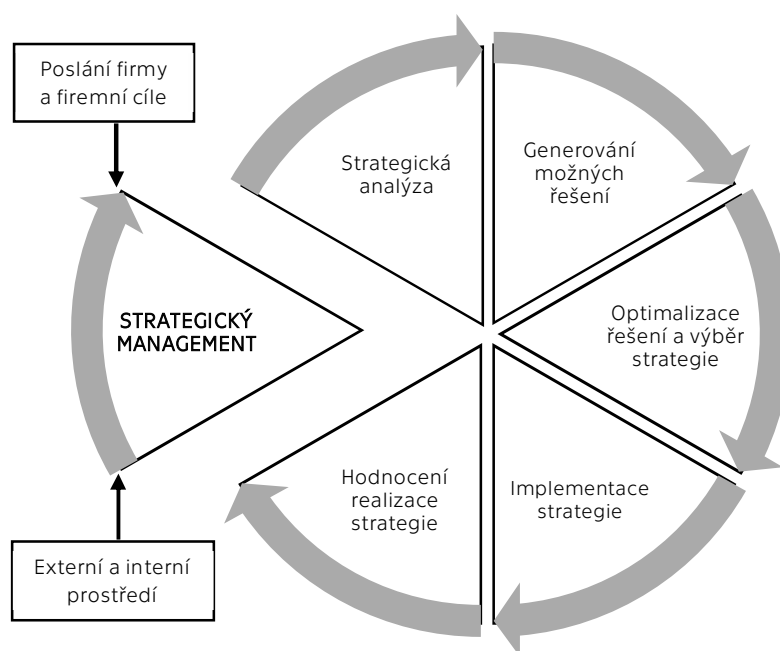 Poslání firmy
a firemní cíle
Strategická
analýza
Generování
možných
řešení
STRATEGICKÝ
MANAGEMENT
Optimalizace
řešení a výběr
strategie
Hodnocení
realizace
strategie
Implementace
strategie
Externí a interní
prostředí